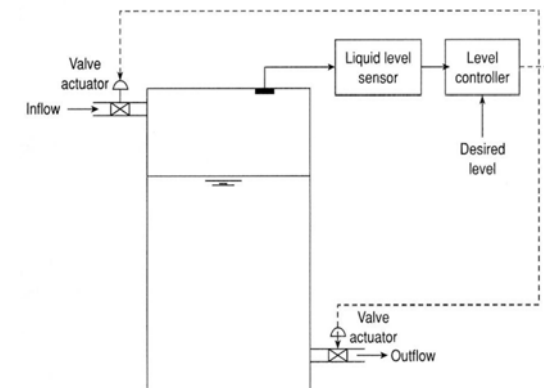 Liquid level
sensor
Level
controller
Valve
actuator
Inflow
Desired
level
Valve
actuator
Outflow